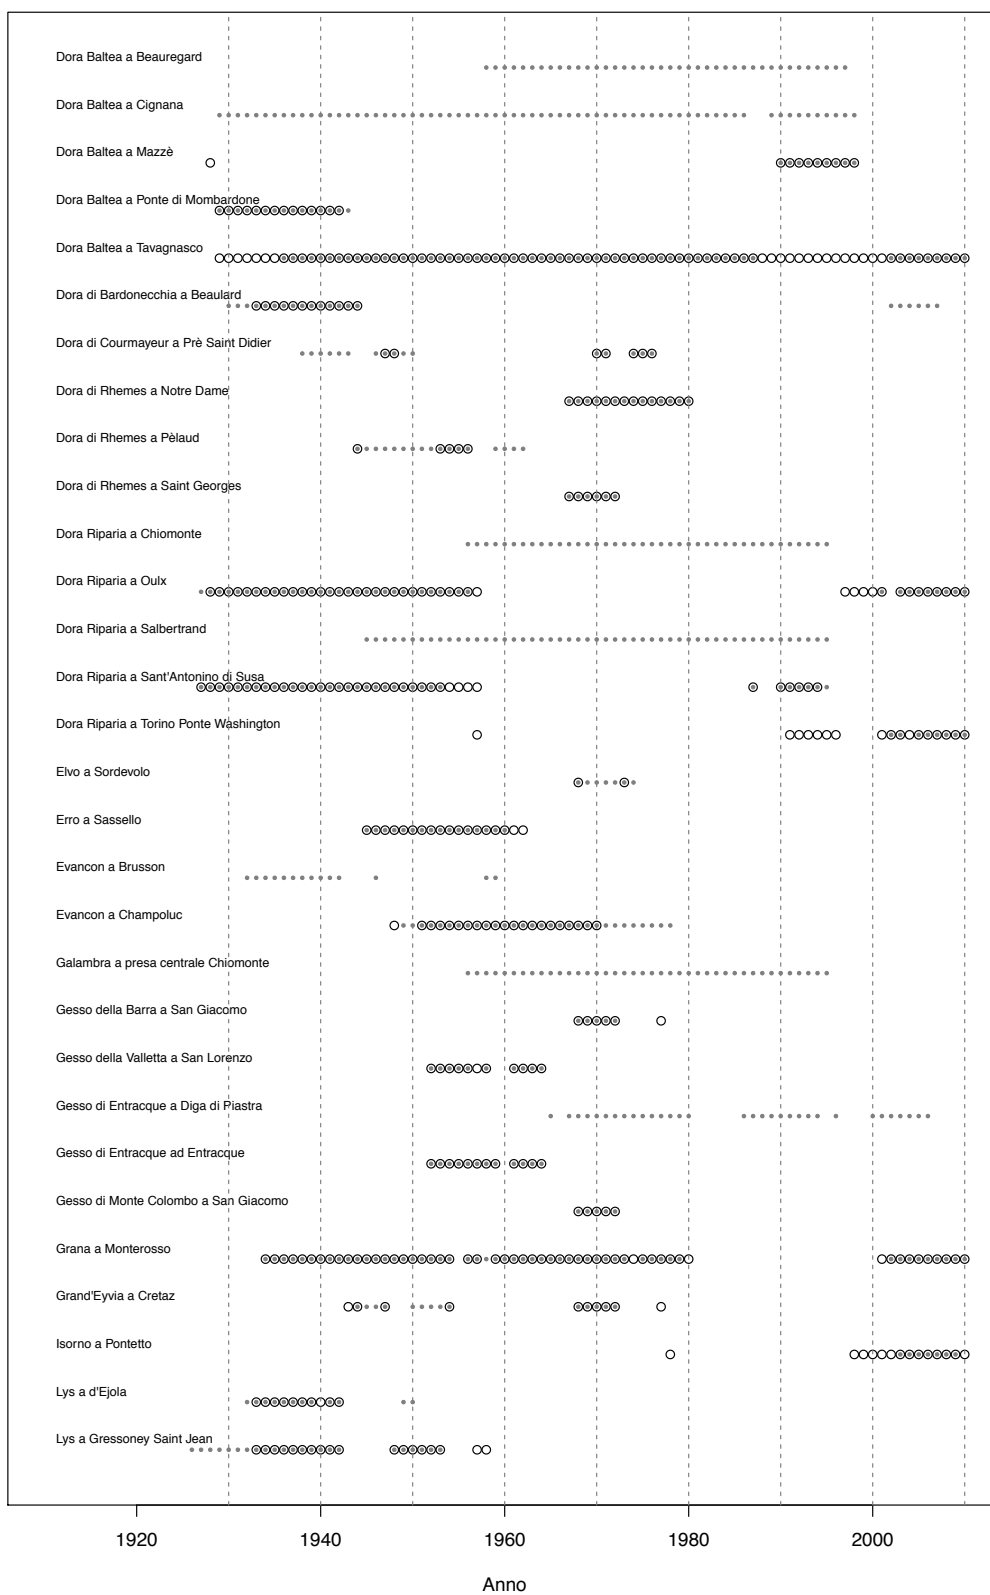 Dora Baltea a Beauregard
Dora Baltea a Cignana
Dora Baltea a Mazzè
Dora Baltea a Ponte di Mombardone
Dora Baltea a Tavagnasco
Dora di Bardonecchia a Beaulard
Dora di Courmayeur a Prè Saint Didier
Dora di Rhemes a Notre Dame
Dora di Rhemes a Pèlaud
Dora di Rhemes a Saint Georges
Dora Riparia a Chiomonte
Dora Riparia a Oulx
Dora Riparia a Salbertrand
Dora Riparia a Sant'Antonino di Susa
Dora Riparia a Torino Ponte Washington
Elvo a Sordevolo
Erro a Sassello
Evancon a Brusson
Evancon a Champoluc
Galambra a presa centrale Chiomonte
Gesso della Barra a San Giacomo
Gesso della Valletta a San Lorenzo
Gesso di Entracque a Diga di Piastra
Gesso di Entracque ad Entracque
Gesso di Monte Colombo a San Giacomo
Grana a Monterosso
Grand'Eyvia a Cretaz
Isorno a Pontetto
Lys a d'Ejola
Lys a Gressoney Saint Jean
1920 1940 1960 1980 2000
Anno